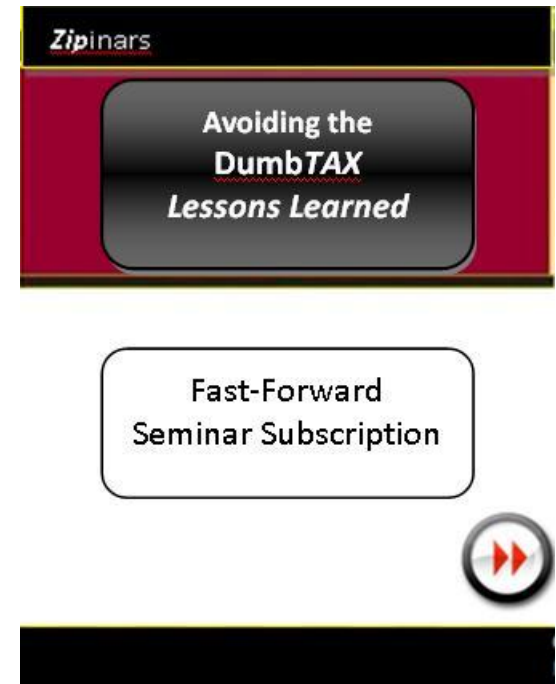 Zipinars
Avoiding the
DumbTAX
Lessons Learned
Fast-Forward
Seminar Subscription